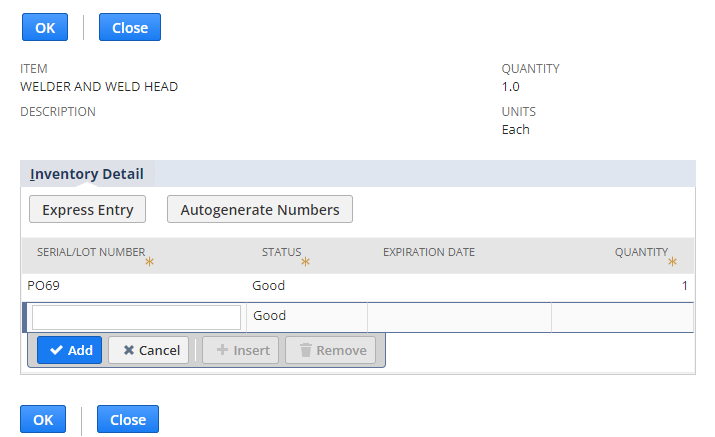 OK Close
ITEM QUANTITY
WELDER AND WELD HEAD 1.0
DESCRIPTION UNITS
Each
Inventory Detail
Express Entry Autogenerate Numbers
SERIAL/LOT NUMBER * STATUS * EXPIRATION DATE QUANTITY *
PO69 Good 1
Good
Add Cancel Insert Remove
OK Close